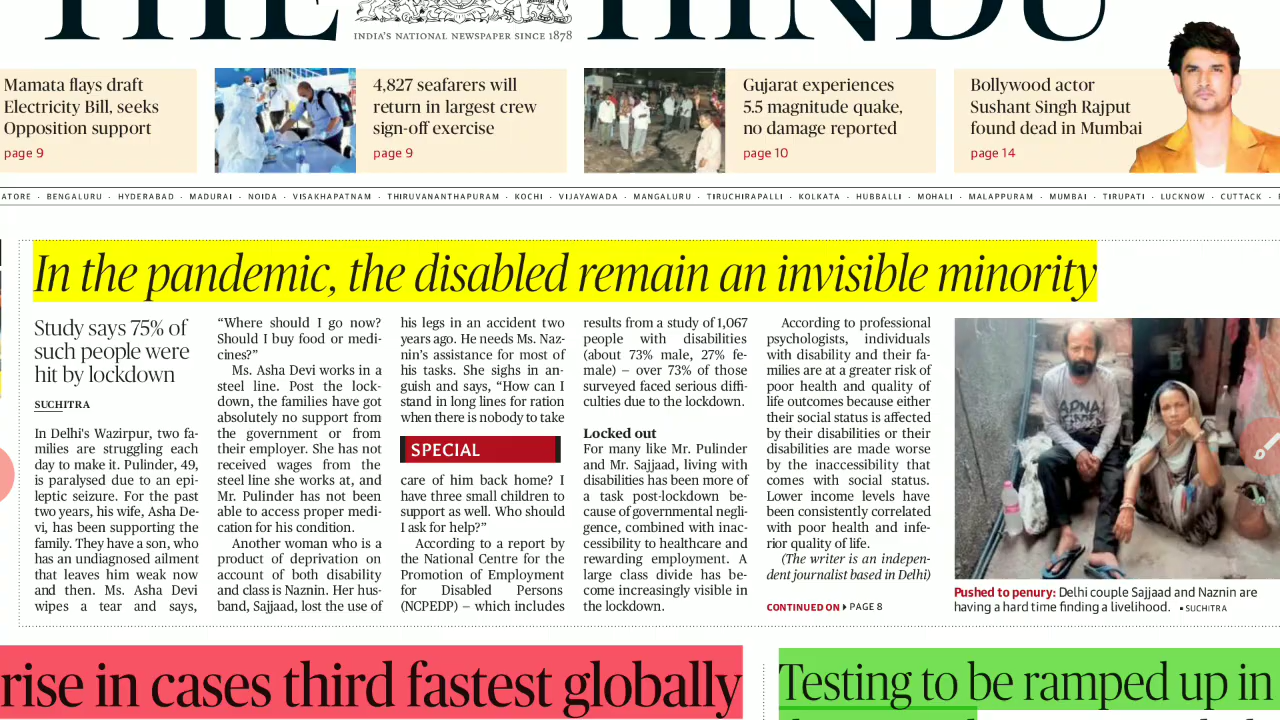 THE HINDU
INDIA'S NATIONAL NEWSPAPER SINCE 1878
Mamata flays draft
Electricity Bill, seeks
Opposition support
page 9
4,827 seafarers will
return in largest crew
sign-off exercise
page 9
Gujarat experiences
5.5 magnitude quake,
no damage reported
page 10
Bollywood actor
Sushant Singh Rajput
found dead in Mumbai
page 14
ATORE · BENGALURU · HYDERABAD · MADURAI · NOIDA · VISAKHAPATNAM · THIRUVANANTHAPURAM · KOCHI · VIJAYAWADA · MANGALURU · TIRUCHIRAPALLI · KOLKATA · HUBBALLI · MOHALI · MALAPPURAM · MUMBAI · TIRUPATI · LUCKNOW · CUTTACK ·
In the pandemic, the disabled remain an invisible minority
Study says 75% of
such people were
hit by lockdown
SUCHITRA
In Delhi's Wazirpur, two fa-
milies are struggling each
day to make it. Pulinder, 49,
is paralysed due to an epi-
leptic seizure. For the past
two years, his wife, Asha De-
vi, has been supporting the
family. They have a son, who
has an undiagnosed ailment
that leaves him weak now
and then. Ms. Asha Devi
wipes a tear and says,
“Where should I go now?
Should I buy food or medi-
cines?”
Ms. Asha Devi works in a
steel line. Post the lock-
down, the families have got
absolutely no support from
the government or from
their employer. She has not
received wages from the
steel line she works at, and
Mr. Pulinder has not been
able to access proper medi-
cation for his condition.
Another woman who is a
product of deprivation on
account of both disability
and class is Naznin. Her hus-
band, Sajjaad, lost the use of
his legs in an accident two
years ago. He needs Ms. Naz-
nin's assistance for most of
his tasks. She sighs in an-
guish and says, “How can I
stand in long lines for ration
when there is nobody to take
SPECIAL
care of him back home? I
have three small children to
support as well. Who should
I ask for help?”
According to a report by
the National Centre for the
Promotion of Employment
for Disabled Persons
(NCPEDP) – which includes
results from a study of 1,067
people with disabilities
(about 73% male, 27% fe-
male) – over 73% of those
surveyed faced serious diffi-
culties due to the lockdown.
Locked out
For many like Mr. Pulinder
and Mr. Sajjaad, living with
disabilities has been more of
a task post-lockdown be-
cause of governmental negli-
gence, combined with inac-
cessibility to healthcare and
rewarding employment. A
large class divide has be-
come increasingly visible in
the lockdown.
According to professional
psychologists, individuals
with disability and their fa-
milies are at a greater risk of
poor health and quality of
life outcomes because either
their social status is affected
by their disabilities or their
disabilities are made worse
by the inaccessibility that
comes with social status.
Lower income levels have
been consistently correlated
with poor health and infe-
rior quality of life.
(The writer is an indepen-
dent journalist based in Delhi)
CONTINUED ON PAGE 8
Pushed to penury: Delhi couple Sajjaad and Naznin are
having a hard time finding a livelihood. ▪ SUCHITRA
rise in cases third fastest globally
Testing to be ramped up in